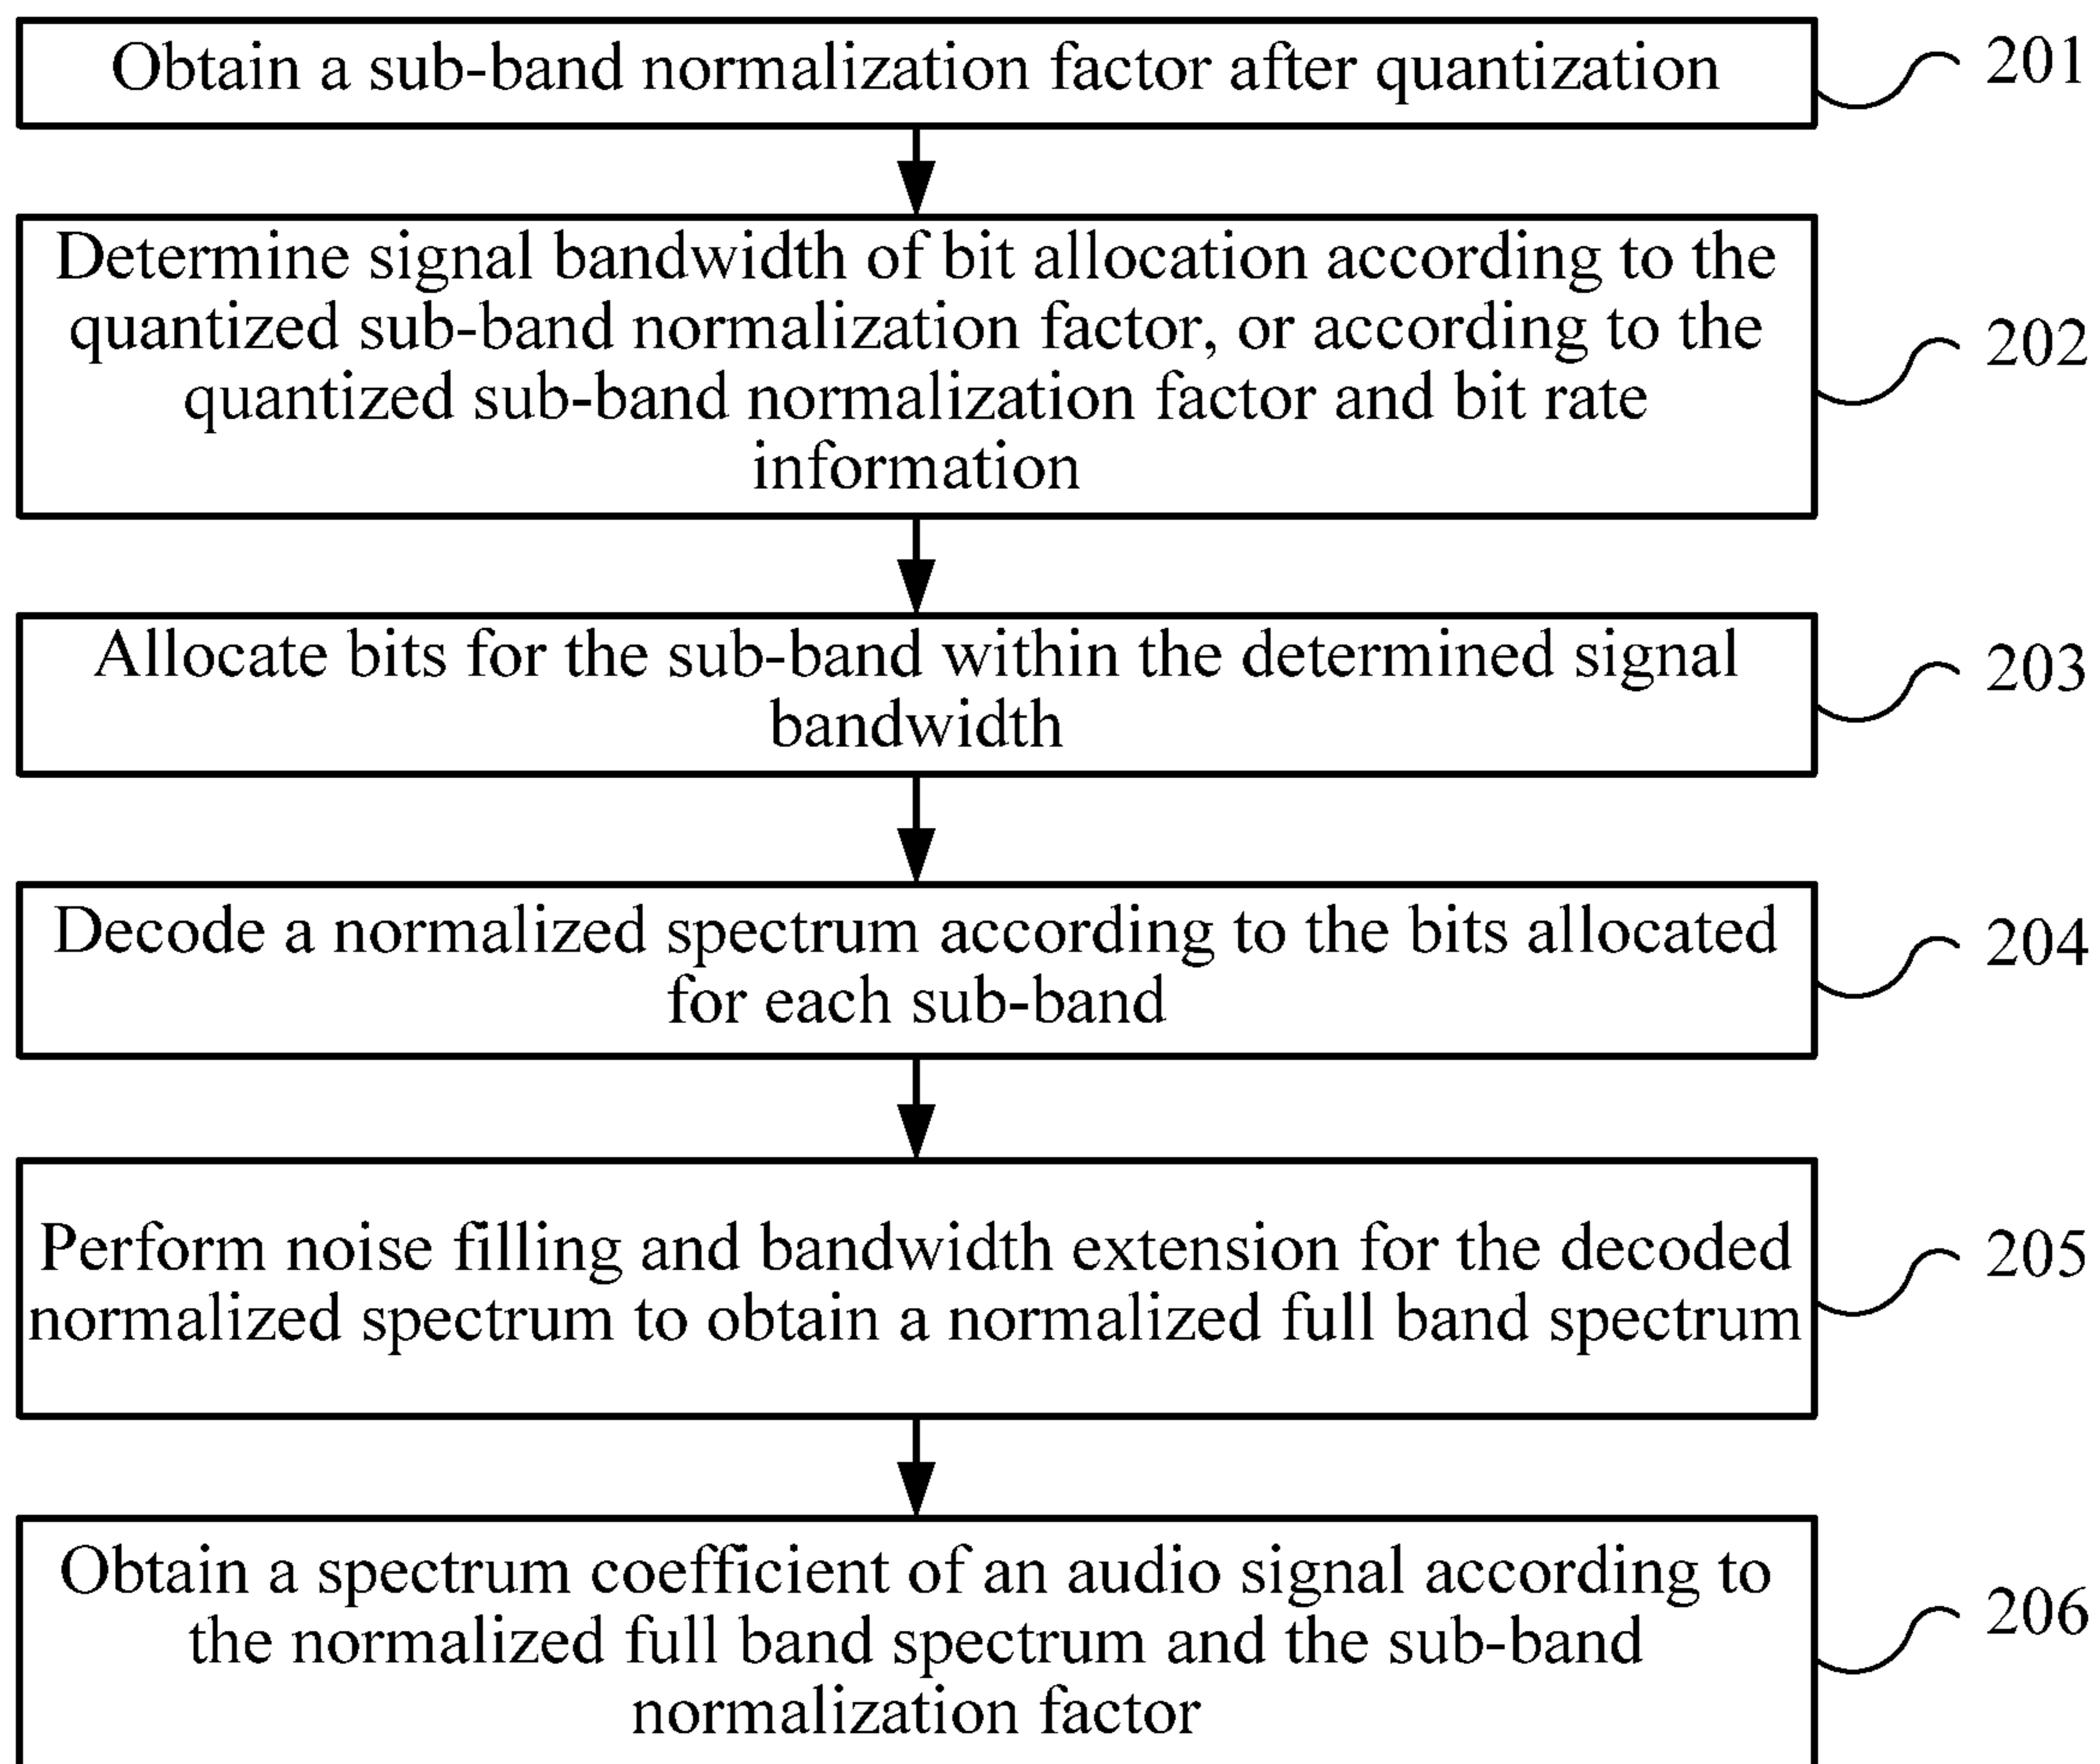 Obtain a sub-band normalization factor after quantization
201
Determine signal bandwidth of bit allocation according to the
quantized sub-band normalization factor, or according to the
quantized sub-band normalization factor and bit rate
information
202
Allocate bits for the sub-band within the determined signal
bandwidth
203
Decode a normalized spectrum according to the bits allocated
for each sub-band
204
Perform noise filling and bandwidth extension for the decoded
normalized spectrum to obtain a normalized full band spectrum
205
Obtain a spectrum coefficient of an audio signal according to
the normalized full band spectrum and the sub-band
normalization factor
206